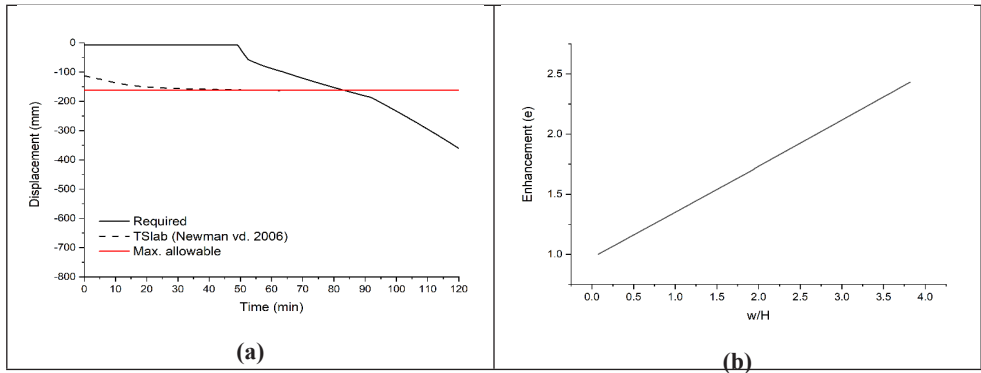 0
-100
-200
-300
-400
-500
-600
-700
-800
Displacement (mm)
Required
TSlab (Newman vd. 2006)
Max. allowable
0 10 20 30 40 50 60 70 80 90 100 110 120
Time (min)
(a)
2.5
2.0
1.5
1.0
Enhancement (e)
0.0 0.5 1.0 1.5 2.0 2.5 3.0 3.5 4.0
w/H
(b)